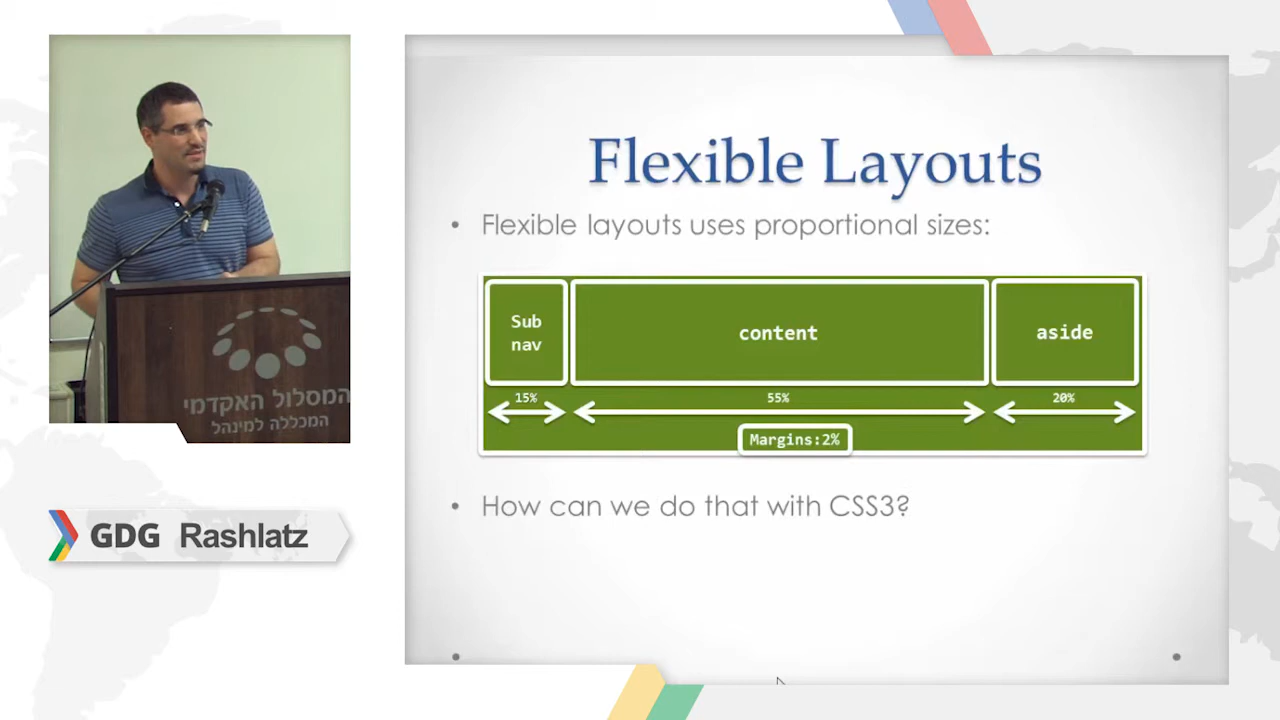 Flexible Layouts
• Flexible layouts uses proportional sizes:
Sub
nav
content
aside
15%
55%
20%
Margins:2%
• How can we do that with CSS3?
המסלול האקדמי
המכללה למינהל
GDG Rashlatz